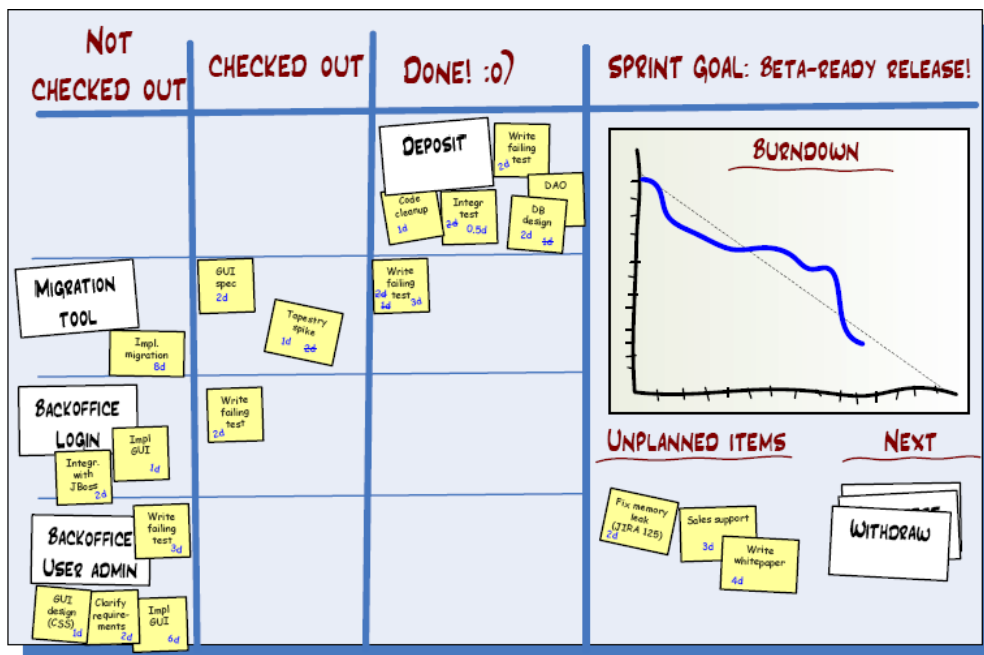 NOT
CHECKED OUT
CHECKED OUT
DONE! :o)
SPRINT GOAL: BETA-READY RELEASE!
DEPOSIT
Write
failing
test
2d
DAO
Code
cleanup
1d
Integr
test
2d 0.5d
DB
design
2d 1d
BURNDOWN
MIGRATION
TOOL
Impl.
migration
8d
GUI
spec
2d
Tapestry
spike
1d 2d
Write
failing
test
2d
1d 3d
BACKOFFICE
LOGIN
Impl
GUI
1d
Integr.
with
JBoss
2d
Write
failing
test
2d
BACKOFFICE
USER ADMIN
Write
failing
test
3d
GUI
design
(CSS)
1d
Clarify
require-
ments
2d
Impl
GUI
6d
UNPLANNED ITEMS
NEXT
Fix memory
leak
(JIRA 125)
2d
Sales support
3d
Write
whitepaper
4d
WITHDRAW